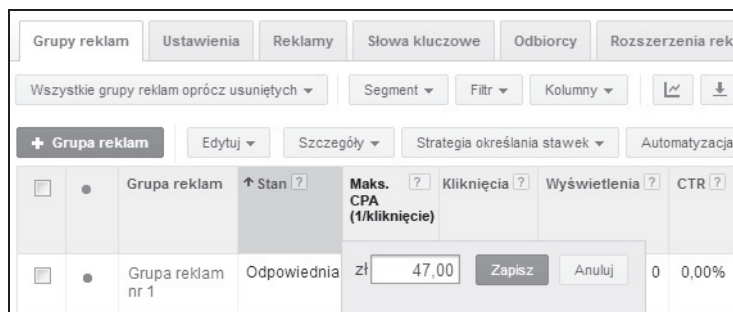 Grupy reklam Ustawienia Reklamy Słowa kluczowe Odbiorcy Rozszerzenia rek
Wszystkie grupy reklam oprócz usuniętych Segment Filtr Kolumny
+ Grupa reklam Edytuj Szczegóły Strategia określania stawek Automatyzacja
Grupa reklam ↑ Stan ? Maks. ? Kliknięcia ? Wyświetlenia ? CTR ?
CPA
(1/kliknięcie)
Grupa reklam Odpowiednia zł 47,00 Zapisz Anuluj 0 0,00%
nr 1